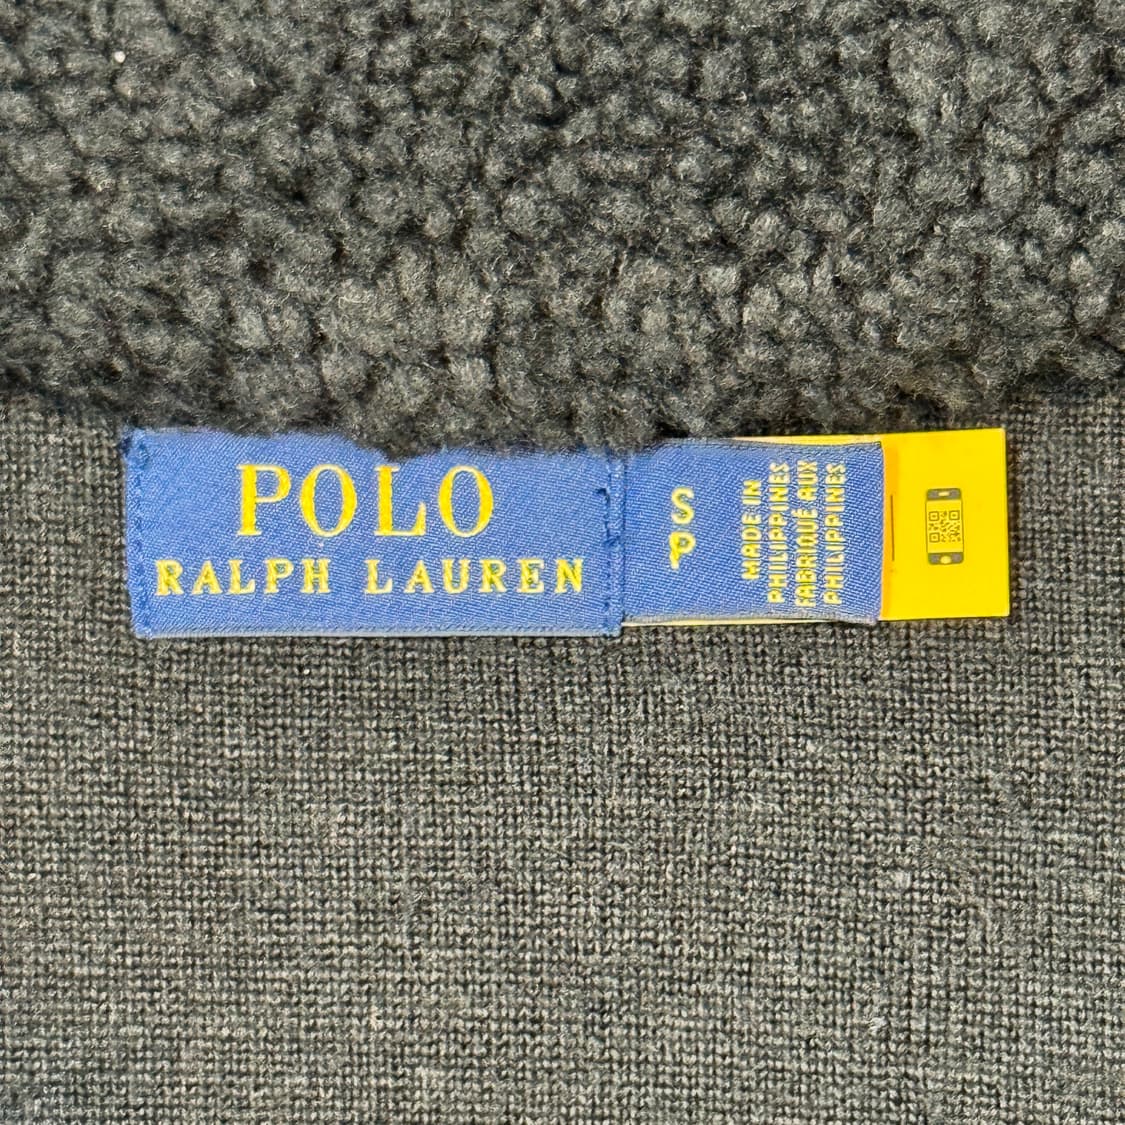 POLO
RALPH LAUREN
S
P
MADE IN
PHILIPPINES
FABRIQUÉ AUX
PHILIPPINES